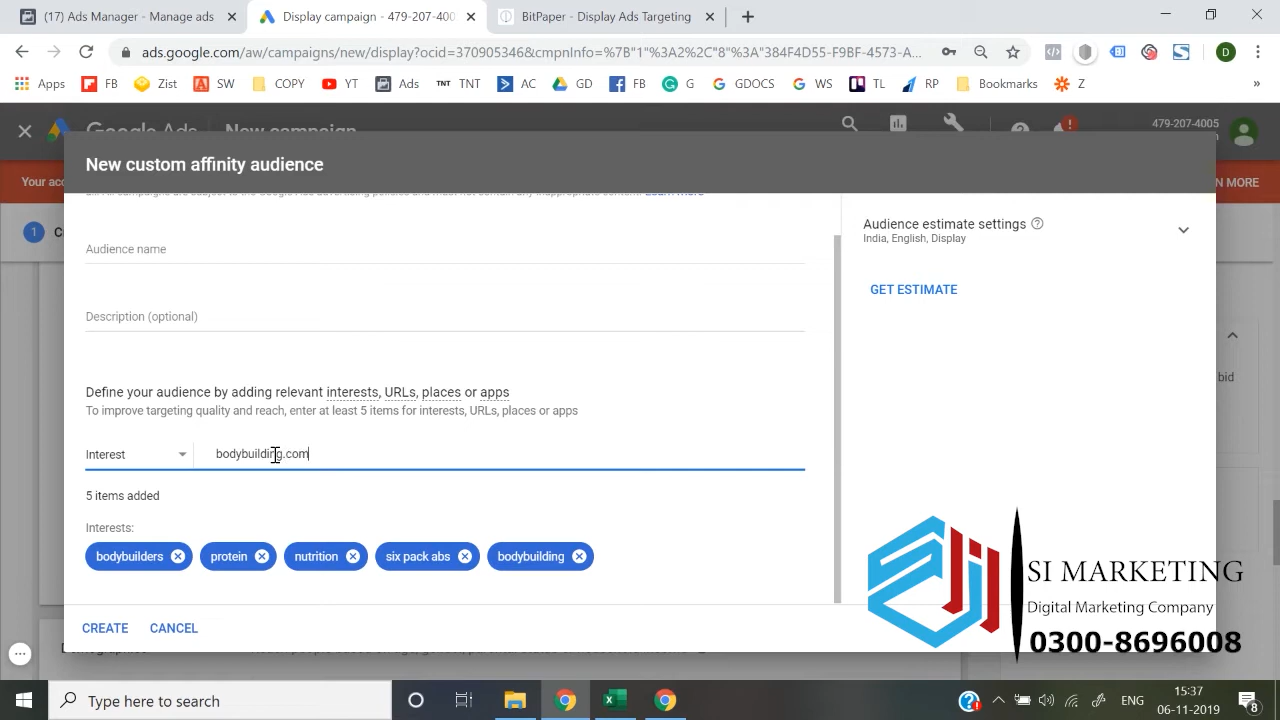 Ads Manager - Manage ads
Display campaign - 479-207-400
BitPaper - Display Ads Targeting
ads.google.com/aw/campaigns/new/display?ocid=370905346&cmpnInfo=%7B"1"%3A2%2C"8"%3A"384F4D55-F9BF-4573-A...
D
Apps FB Zist SW COPY YT Ads TNT TNT AC GD FB G GDOCS WS TL RP Bookmarks Z »
Google Ads New campaign
479-207-4005
New custom affinity audience
Your acc
N MORE
1
Audience name
Audience estimate settings
India, English, Display
GET ESTIMATE
Description (optional)
Define your audience by adding relevant interests, URLs, places or apps
To improve targeting quality and reach, enter at least 5 items for interests, URLs, places or apps
bid
Interest bodybuilding.com
5 items added
Interests:
bodybuilders protein nutrition six pack abs bodybuilding
SI MARKETING
Digital Marketing Company
0300-8696008
CREATE CANCEL
Type here to search
ENG
15:37
06-11-2019
8